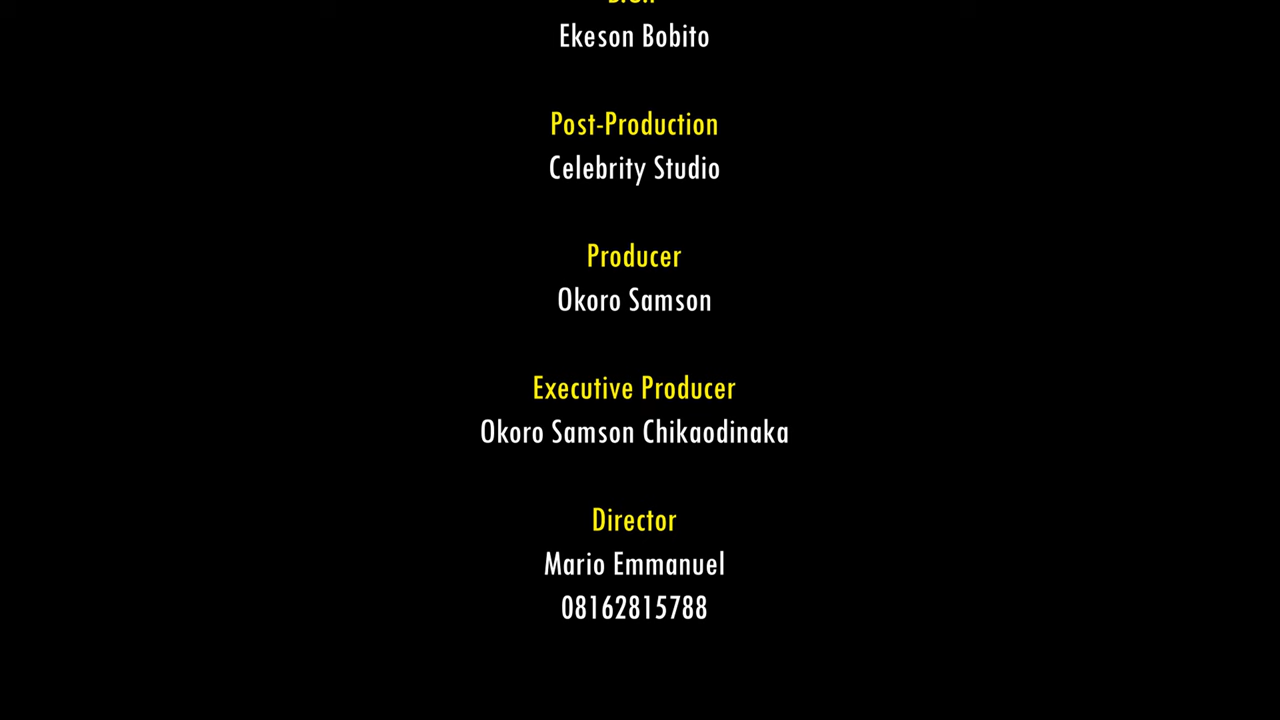 Ekeson Bobito
Post-Production
Celebrity Studio
Producer
Okoro Samson
Executive Producer
Okoro Samson Chikaodinaka
Director
Mario Emmanuel
08162815788